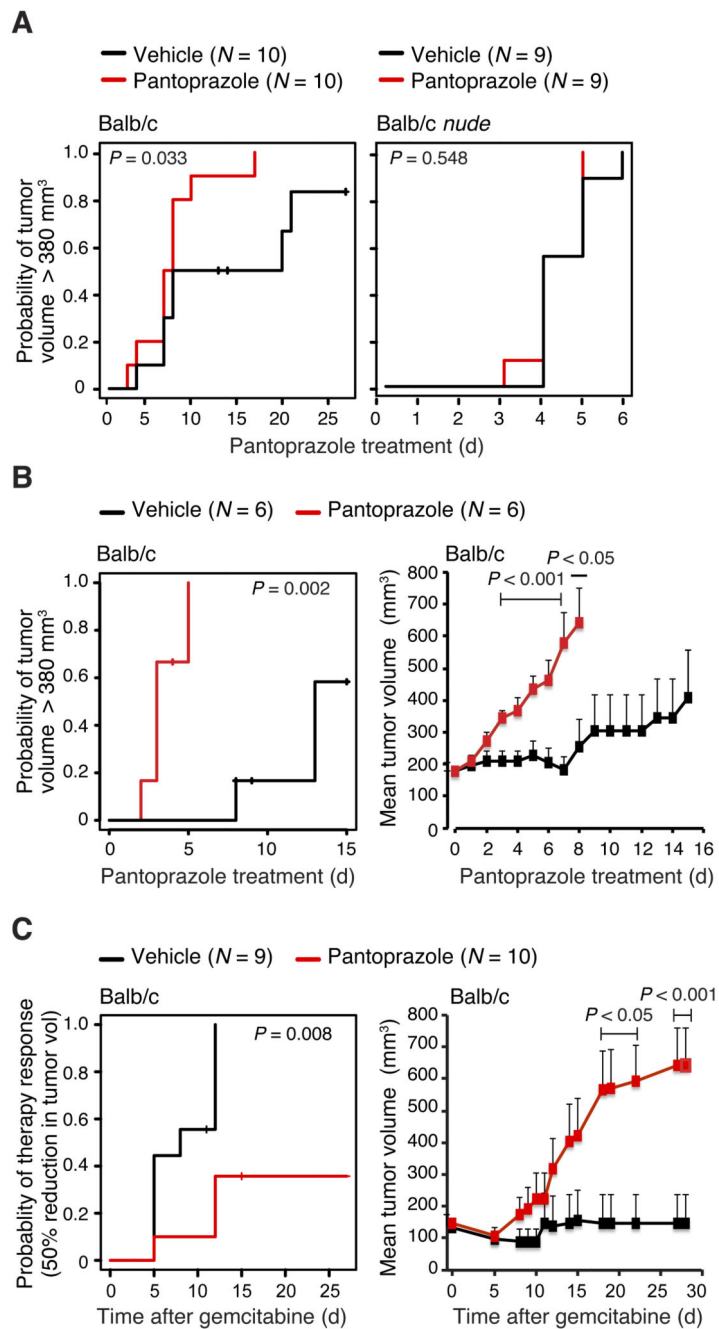 A
Vehicle (N = 10)
Pantoprazole (N = 10)
Vehicle (N = 9)
Pantoprazole (N = 9)
Balb/c
Balb/c nude
P = 0.033
P = 0.548
Probability of tumor
volume > 380 mm³
1.0
0.8
0.6
0.4
0.2
0
0 5 10 15 20 25
0 1 2 3 4 5 6
Pantoprazole treatment (d)
B
Vehicle (N = 6) Pantoprazole (N = 6)
Balb/c
P = 0.002
Probability of tumor
volume > 380 mm³
1.0
0.8
0.6
0.4
0.2
0
0 5 10 15
Pantoprazole treatment (d)
Balb/c
P < 0.05
P < 0.001
Mean tumor volume (mm³)
800
700
600
500
400
300
200
100
0
0 2 4 6 8 10 12 14 16
Pantoprazole treatment (d)
C
Vehicle (N = 9) Pantoprazole (N = 10)
Balb/c
P = 0.008
Probablity of therapy response
(50% reduction in tumor vol)
1.0
0.8
0.6
0.4
0.2
0.0
0 5 10 15 20 25
Time after gemcitabine (d)
Balb/c
P < 0.001
P < 0.05
Mean tumor volume (mm³)
800
700
600
500
400
300
200
100
0
0 5 10 15 20 25 30
Time after gemcitabine (d)